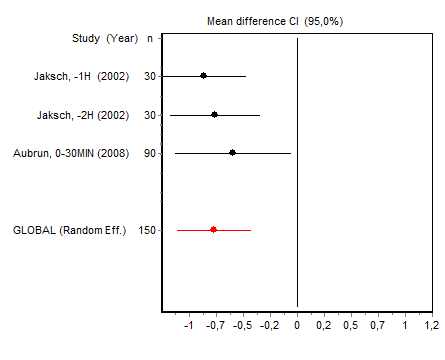 Mean difference CI (95,0%)
Study (Year) n
Jaksch, -1H (2002) 30
Jaksch, -2H (2002) 30
Aubrun, 0-30MIN (2008) 90
GLOBAL (Random Eff.) 150
-1 -0,7 -0,5 -0,2 0 0,2 0,5 0,7 1 1,2